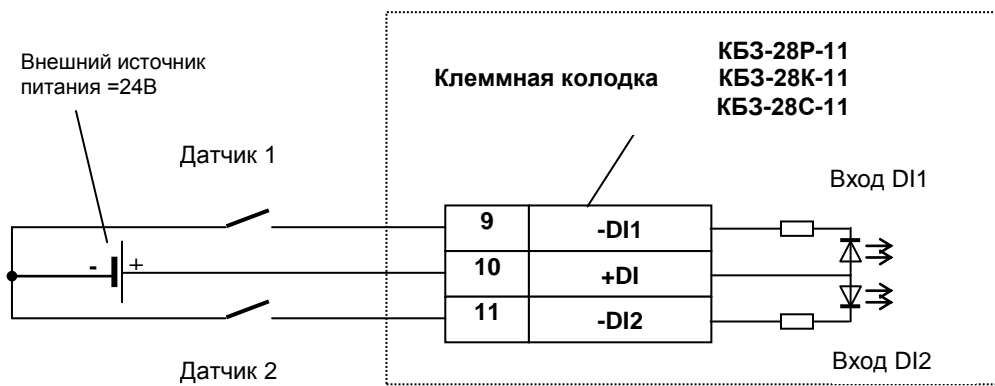 КБЗ-28Р-11
КБЗ-28К-11
КБЗ-28С-11
Внешний источник
питания =24В
Клеммная колодка
Датчик 1
Вход DI1
9
-DI1
- +
10
+DI
11
-DI2
Датчик 2
Вход DI2